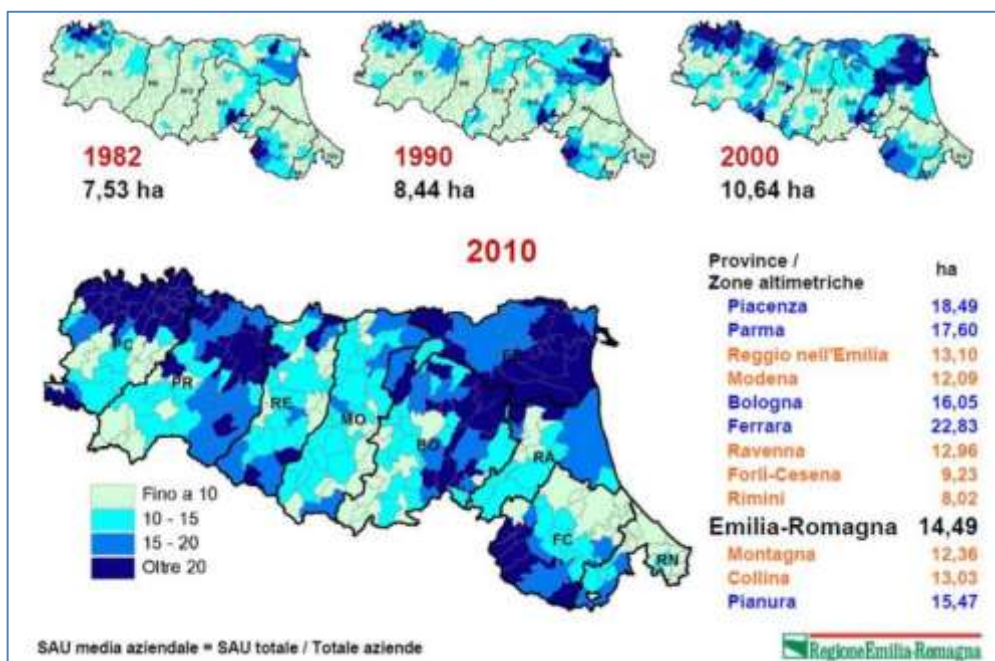 1982
7,53 ha
1990
8,44 ha
2000
10,64 ha
2010
Province /
Zone altimetriche
ha
Piacenza 18,49
Parma 17,60
Reggio nell'Emilia 13,10
Modena 12,09
Bologna 16,05
Ferrara 22,83
Ravenna 12,96
Forlì-Cesena 9,23
Rimini 8,02
Emilia-Romagna 14,49
Montagna 12,36
Collina 13,03
Pianura 15,47
PC
PR
RE
MO
BO
FE
RA
FC
RN
Fino a 10
10 - 15
15 - 20
Oltre 20
SAU media aziendale = SAU totale / Totale aziende
RegioneEmilia-Romagna